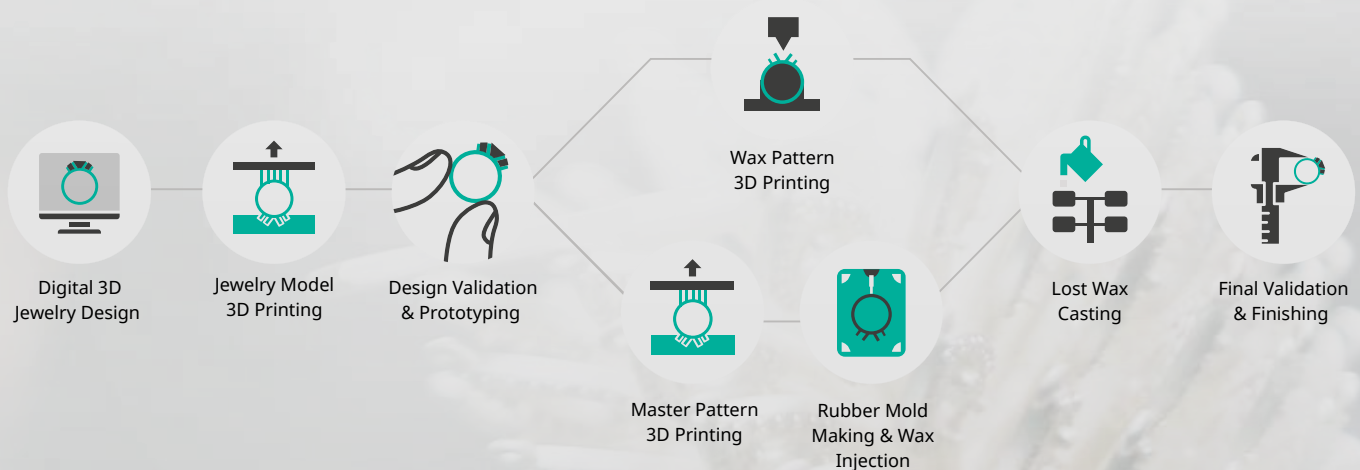 Digital 3D
Jewelry Design
Jewelry Model
3D Printing
Design Validation
& Prototyping
Wax Pattern
3D Printing
Master Pattern
3D Printing
Rubber Mold
Making & Wax
Injection
Lost Wax
Casting
Final Validation
& Finishing